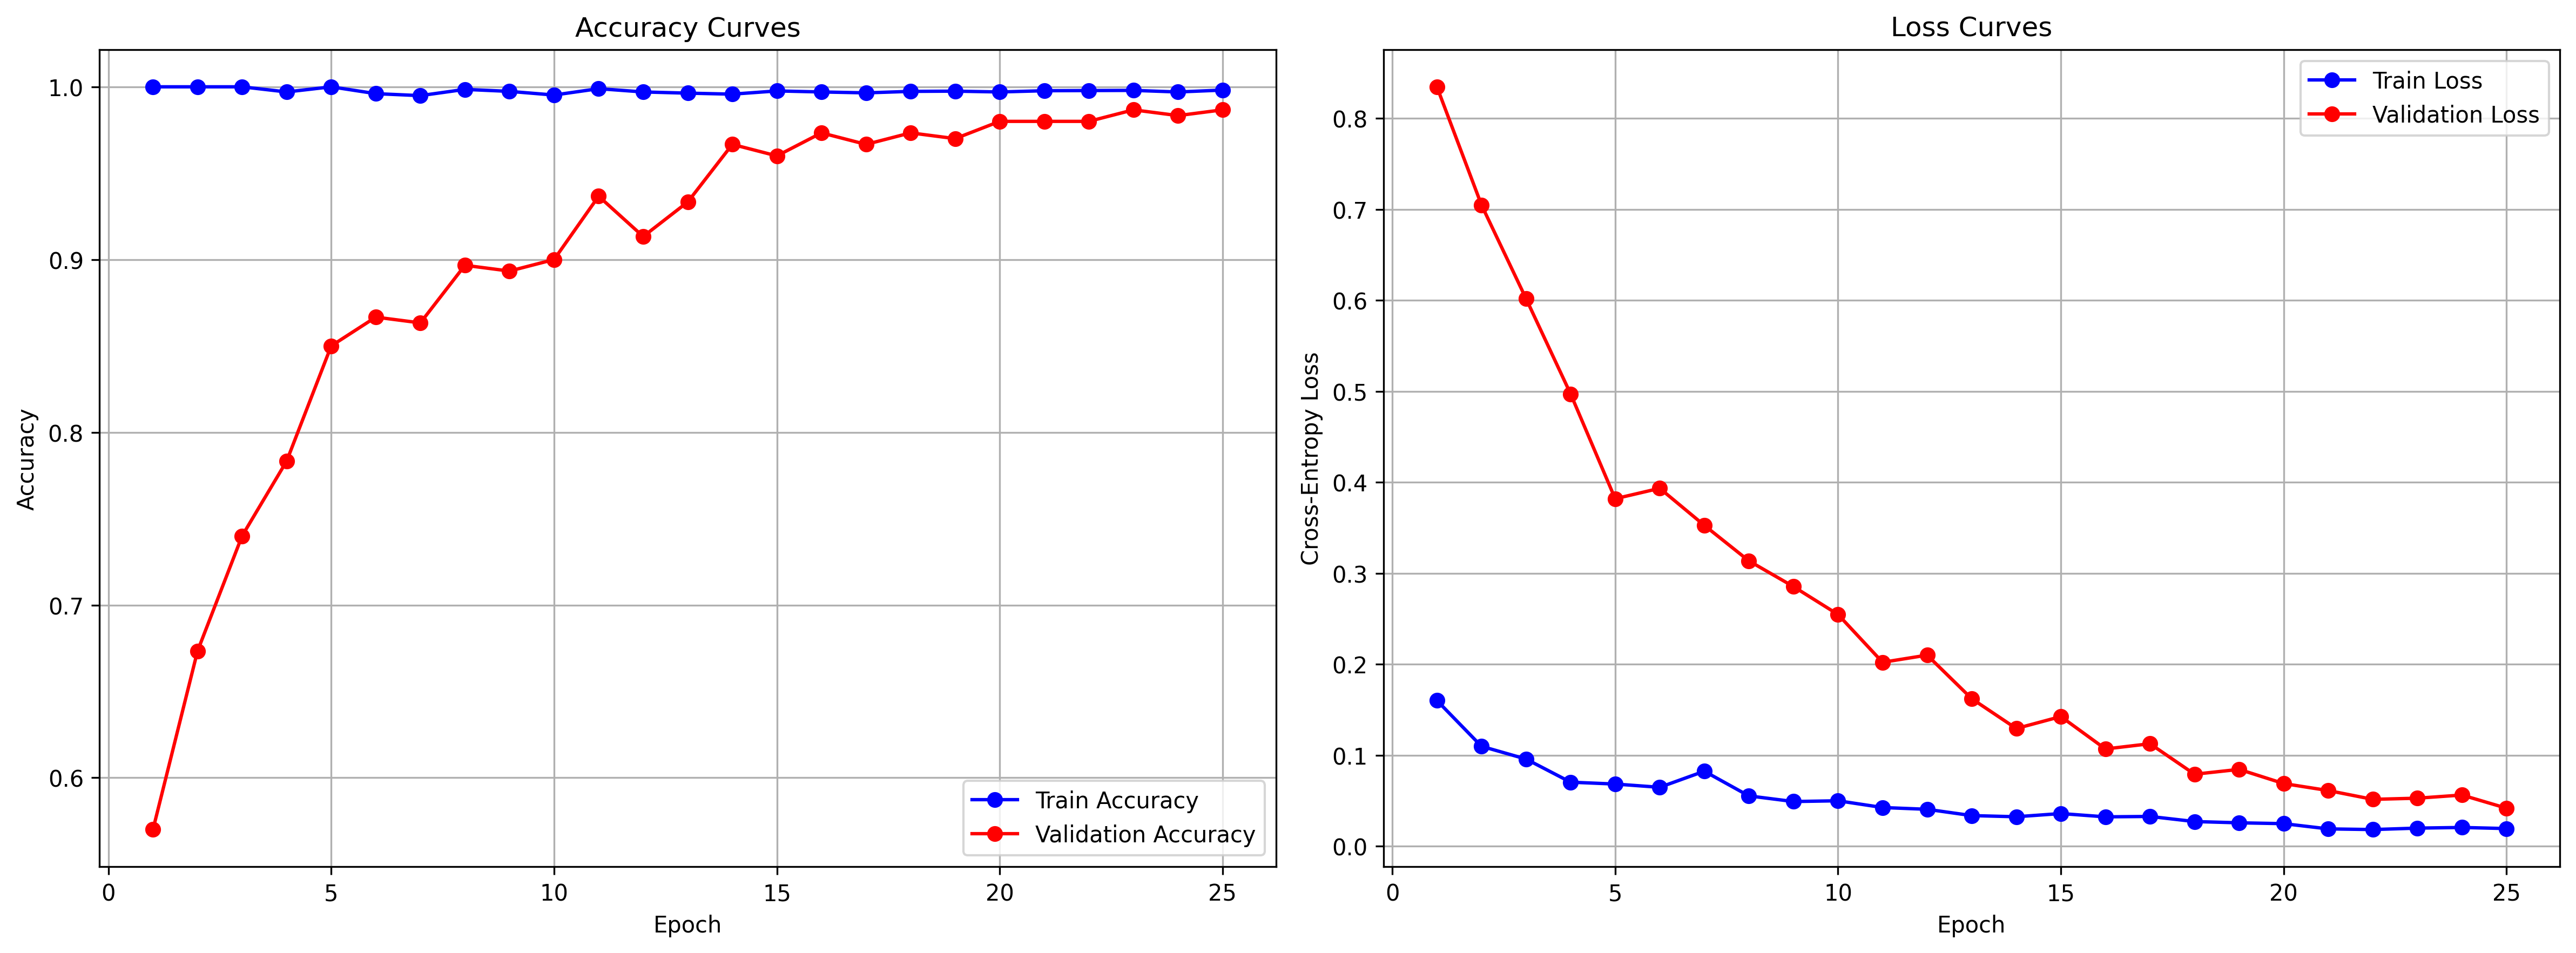 Accuracy Curves
1.0
0.9
0.8
0.7
0.6
Accuracy
0 5 10 15 20 25
Epoch
Train Accuracy
Validation Accuracy
Loss Curves
0.8
0.7
0.6
0.5
0.4
0.3
0.2
0.1
0.0
Cross-Entropy Loss
0 5 10 15 20 25
Epoch
Train Loss
Validation Loss